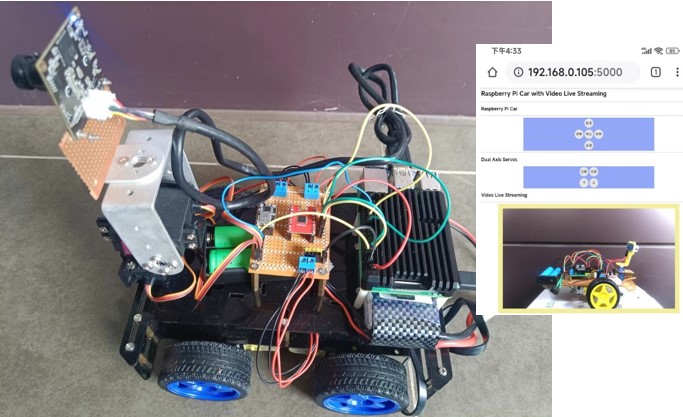 下午4:33
192.168.0.105:5000
1
Raspberry Pi Car with Video Live Streaming
Raspberry Pi Car
Dual Axis Servos
Video Live Streaming